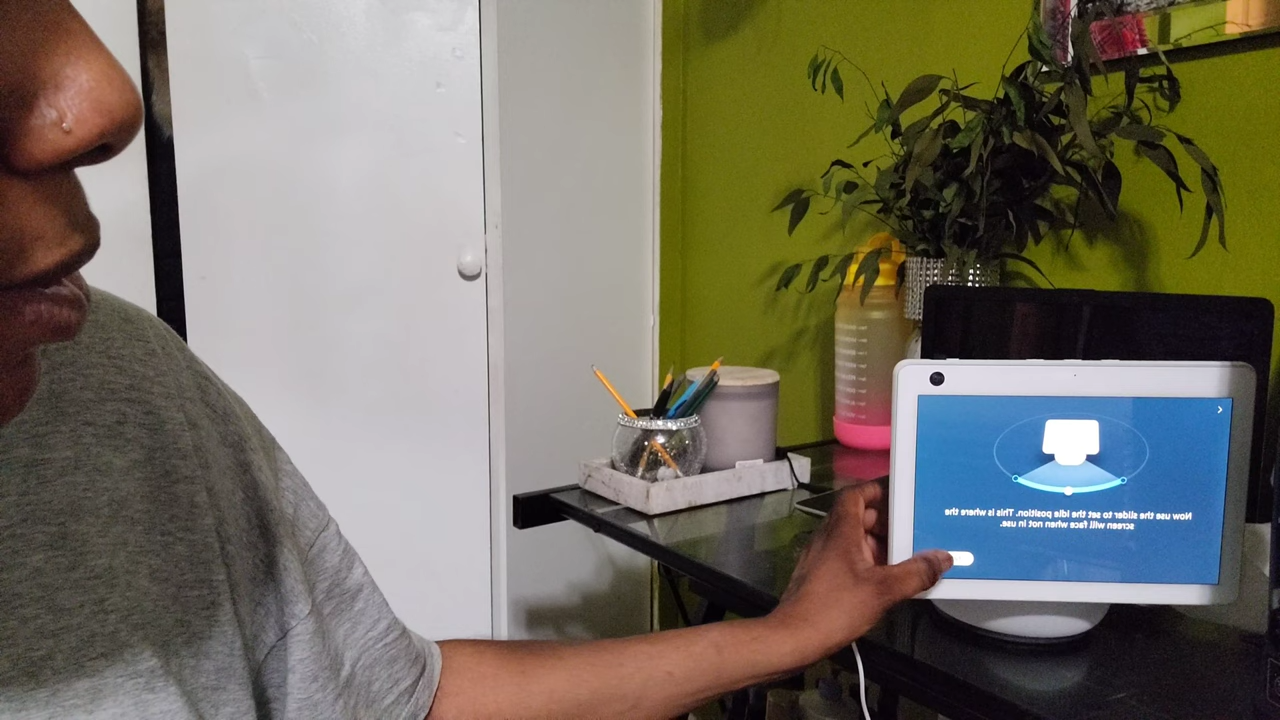 Now use the slider to set the idle position. This is where the
screen will face when not in use.